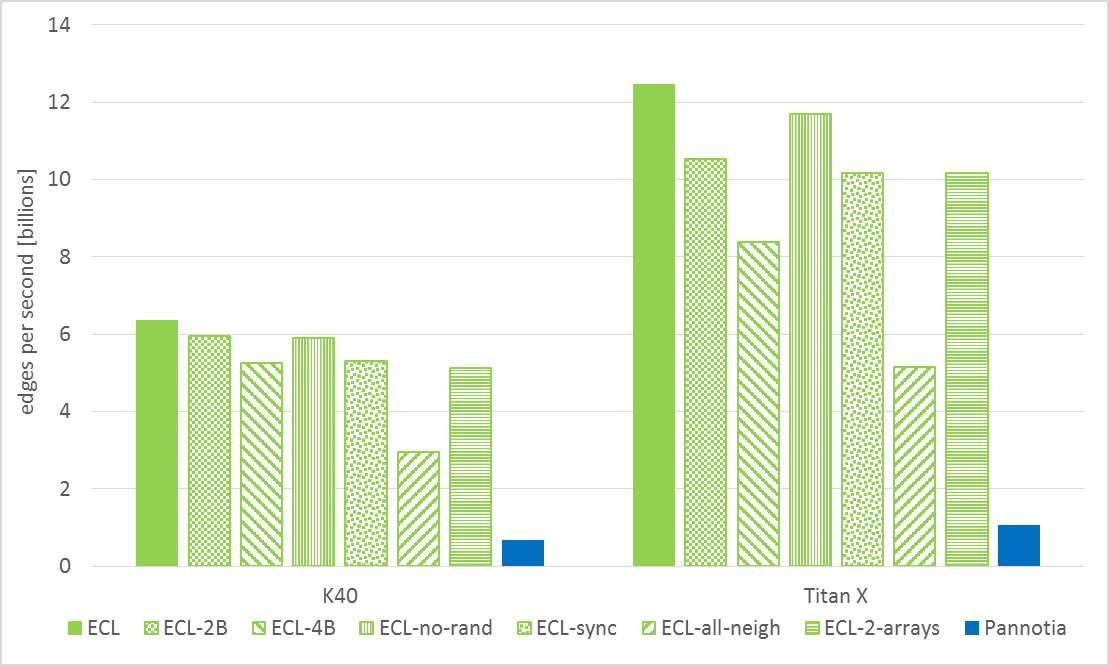 14
12
10
8
6
4
2
0
edges per second [billions]
K40 Titan X
ECL ECL-2B ECL-4B ECL-no-rand ECL-sync ECL-all-neigh ECL-2-arrays Pannotia